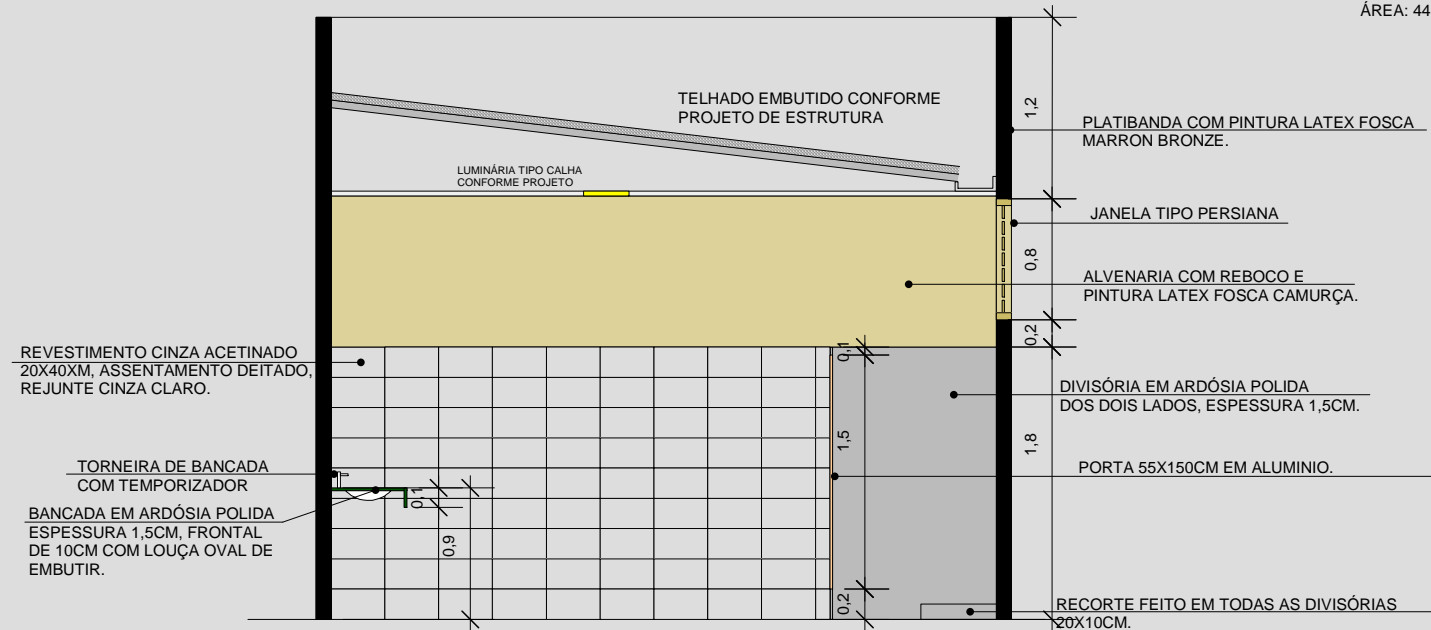 ÁREA: 44
TELHADO EMBUTIDO CONFORME
PROJETO DE ESTRUTURA
1,2
PLATIBANDA COM PINTURA LATEX FOSCA
MARRON BRONZE.
LUMINÁRIA TIPO CALHA
CONFORME PROJETO
JANELA TIPO PERSIANA
0,8
ALVENARIA COM REBOCO E
PINTURA LATEX FOSCA CAMURÇA.
0,2
REVESTIMENTO CINZA ACETINADO
20X40XM, ASSENTAMENTO DEITADO,
REJUNTE CINZA CLARO.
0,1
DIVISÓRIA EM ARDÓSIA POLIDA
DOS DOIS LADOS, ESPESSURA 1,5CM.
1,5
1,8
TORNEIRA DE BANCADA
COM TEMPORIZADOR
PORTA 55X150CM EM ALUMINIO.
0,1
BANCADA EM ARDÓSIA POLIDA
ESPESSURA 1,5CM, FRONTAL
DE 10CM COM LOUÇA OVAL DE
EMBUTIR.
0,9
0,2
RECORTE FEITO EM TODAS AS DIVISÓRIAS
20X10CM.